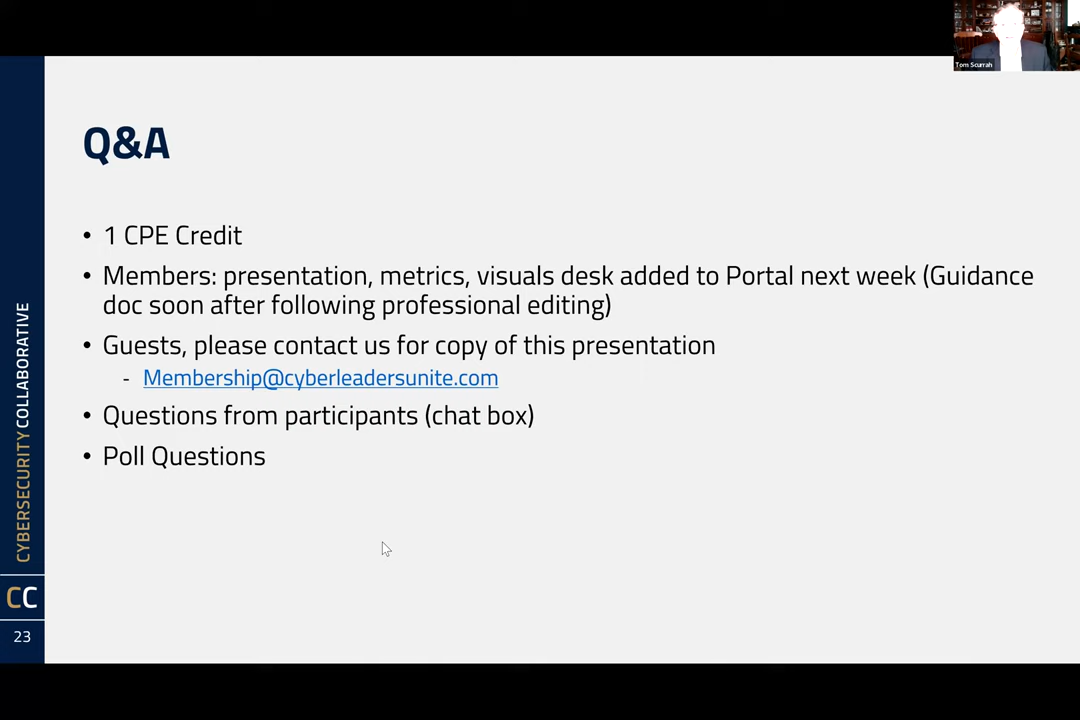 Tom Scurrah
Q&A
• 1 CPE Credit
• Members: presentation, metrics, visuals desk added to Portal next week (Guidance
doc soon after following professional editing)
• Guests, please contact us for copy of this presentation
- Membership@cyberleadersunite.com
• Questions from participants (chat box)
• Poll Questions
CYBERSECURITY COLLABORATIVE
CC
23